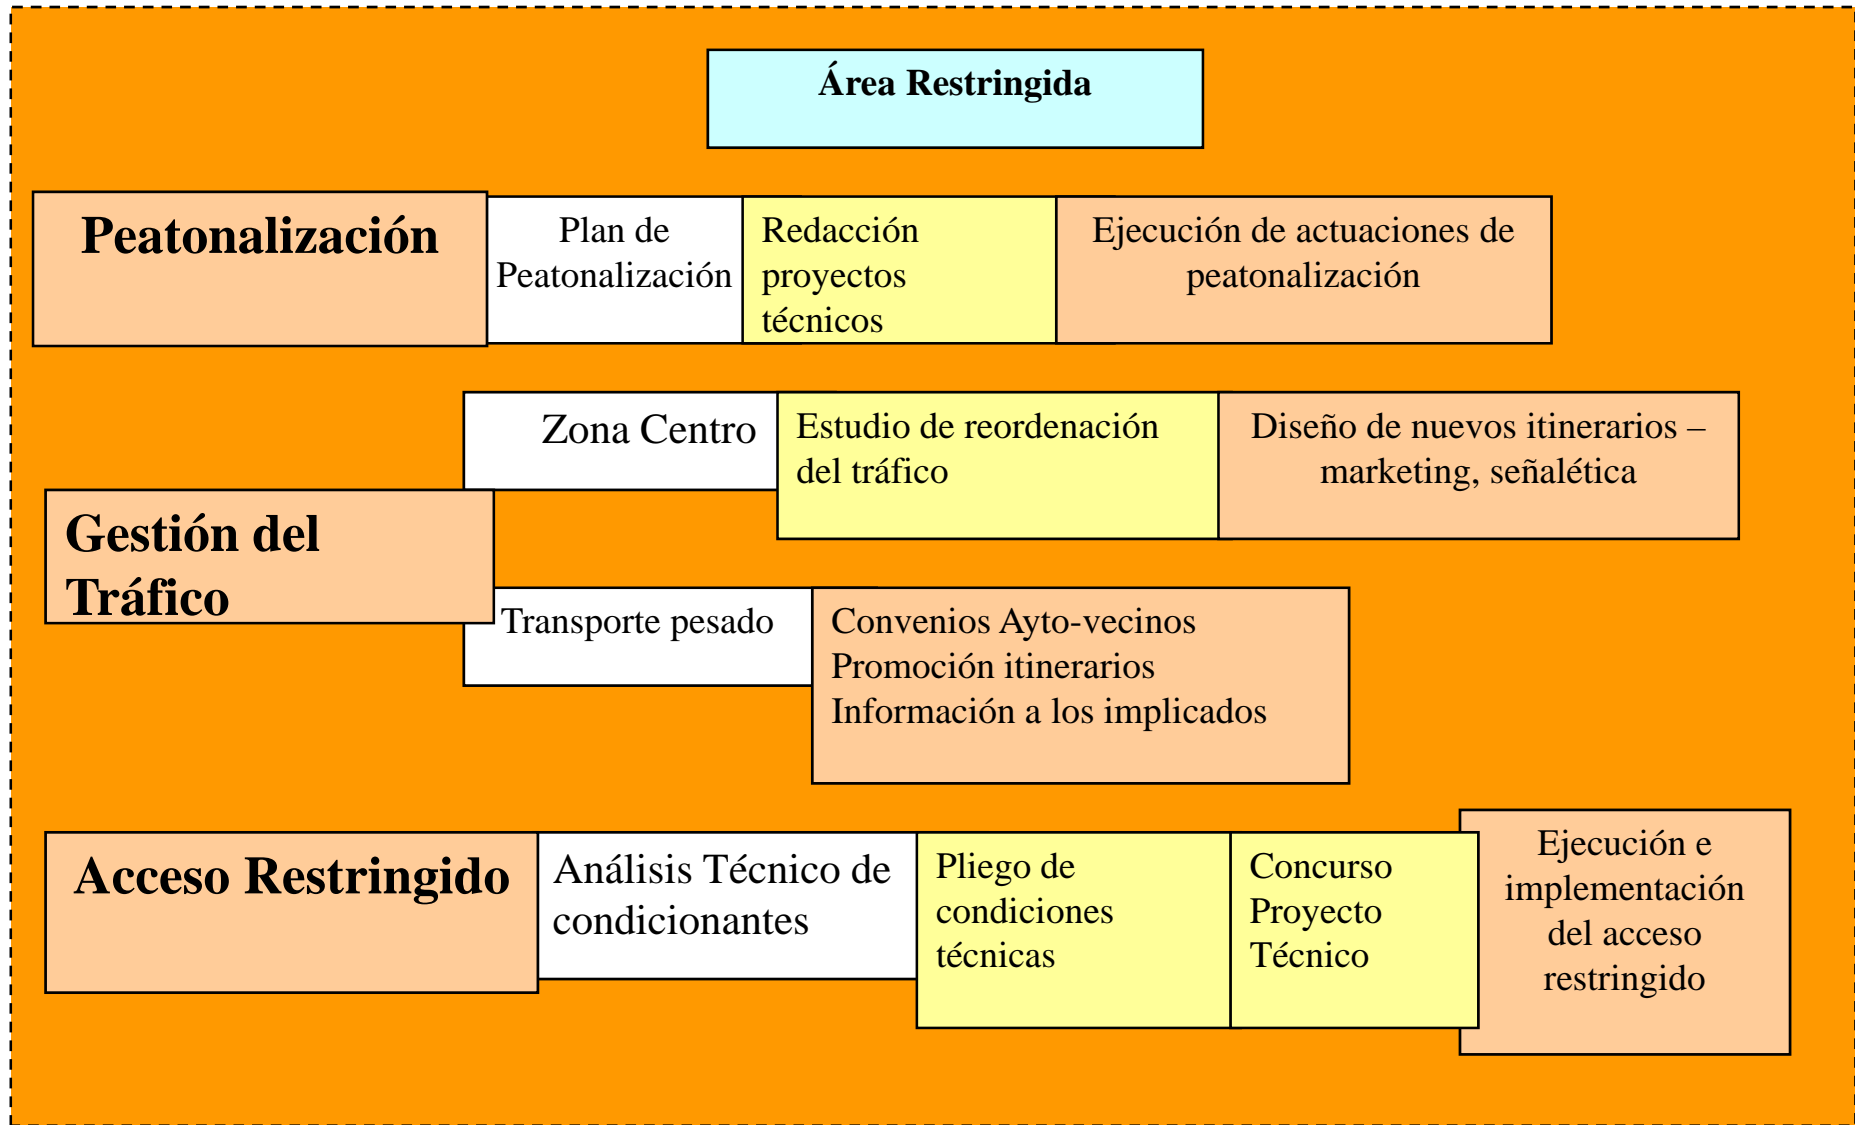 Área Restringida
Peatonalización
Plan de
Peatonalización
Redacción
proyectos
técnicos
Ejecución de actuaciones de
peatonalización
Zona Centro
Estudio de reordenación
del tráfico
Diseño de nuevos itinerarios –
marketing, señalética
Gestión del
Tráfico
Transporte pesado
Convenios Ayto-vecinos
Promoción itinerarios
Información a los implicados
Acceso Restringido
Análisis Técnico de
condicionantes
Pliego de
condiciones
técnicas
Concurso
Proyecto
Técnico
Ejecución e
implementación
del acceso
restringido